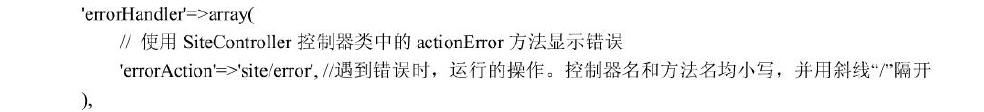 'errorHandler'=>array(
// 使用 SiteController 控制器类中的 actionError 方法显示错误
'errorAction'=>'site/error', //遇到错误时，运行的操作。控制器名和方法名均小写，并用斜线“/”隔开
),